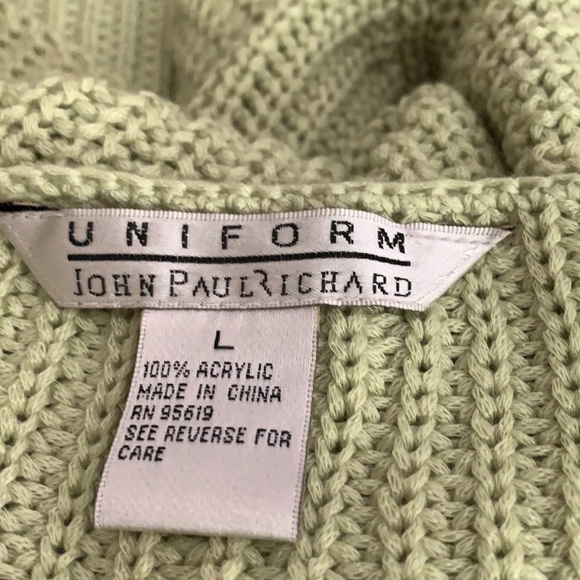 UNIFORM
JOHN PAUL RICHARD
L
100% ACRYLIC
MADE IN CHINA
RN 95619
SEE REVERSE FOR
CARE